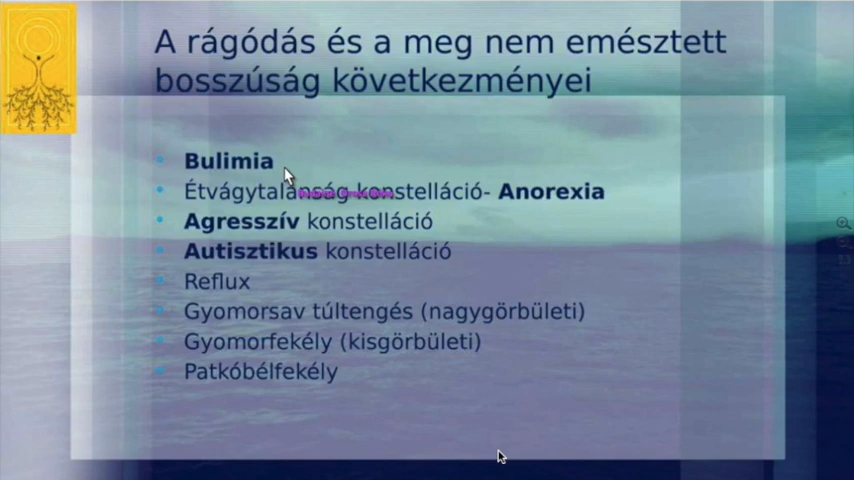 A rágódás és a meg nem emésztett
bosszúság következményei
• Bulimia
• Étvágytalanság konstelláció- Anorexia
• Agresszív konstelláció
• Autisztikus konstelláció
• Reflux
• Gyomorsav túltengés (nagygörbületi)
• Gyomorfekély (kisgörbületi)
• Patkóbélfekély